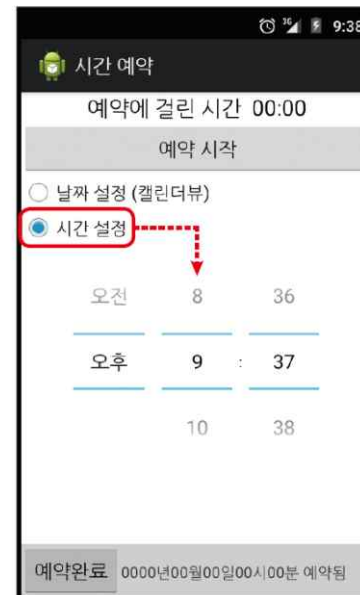 3G 9:38
시간 예약
예약에 걸린 시간 00:00
예약 시작
날짜 설정 (캘린더뷰)
시간 설정
오전 8 36
오후 9 : 37
10 38
예약완료 0000년00월00일00시00분 예약됨